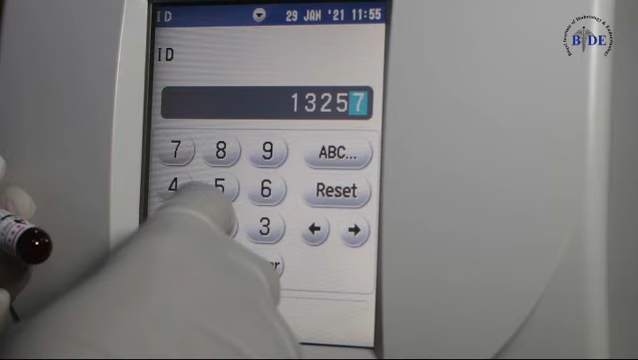 ID
29 JAN '21 11:55
ID
13257
7 8 9 ABC...
4 5 6 Reset
3 ← →
BIDE